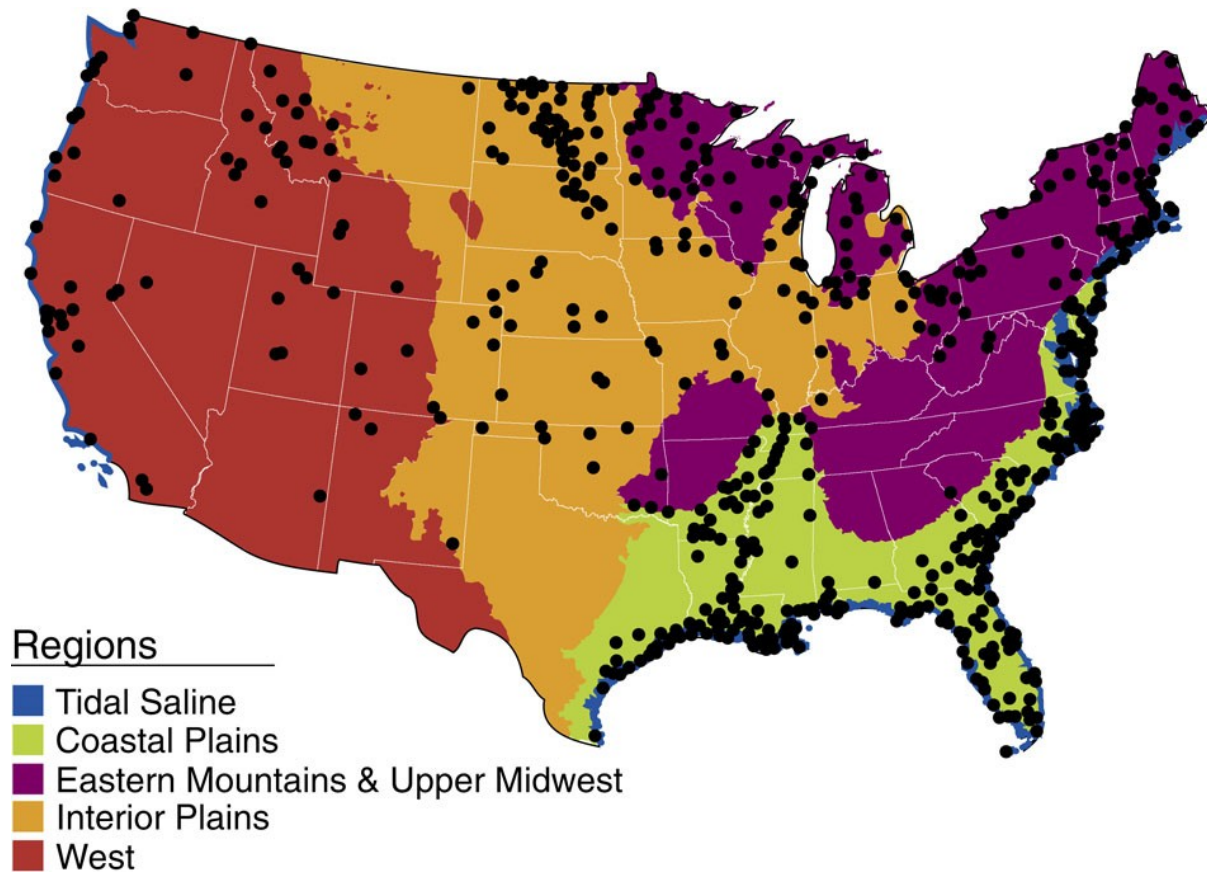 Regions
Tidal Saline
Coastal Plains
Eastern Mountains & Upper Midwest
Interior Plains
West